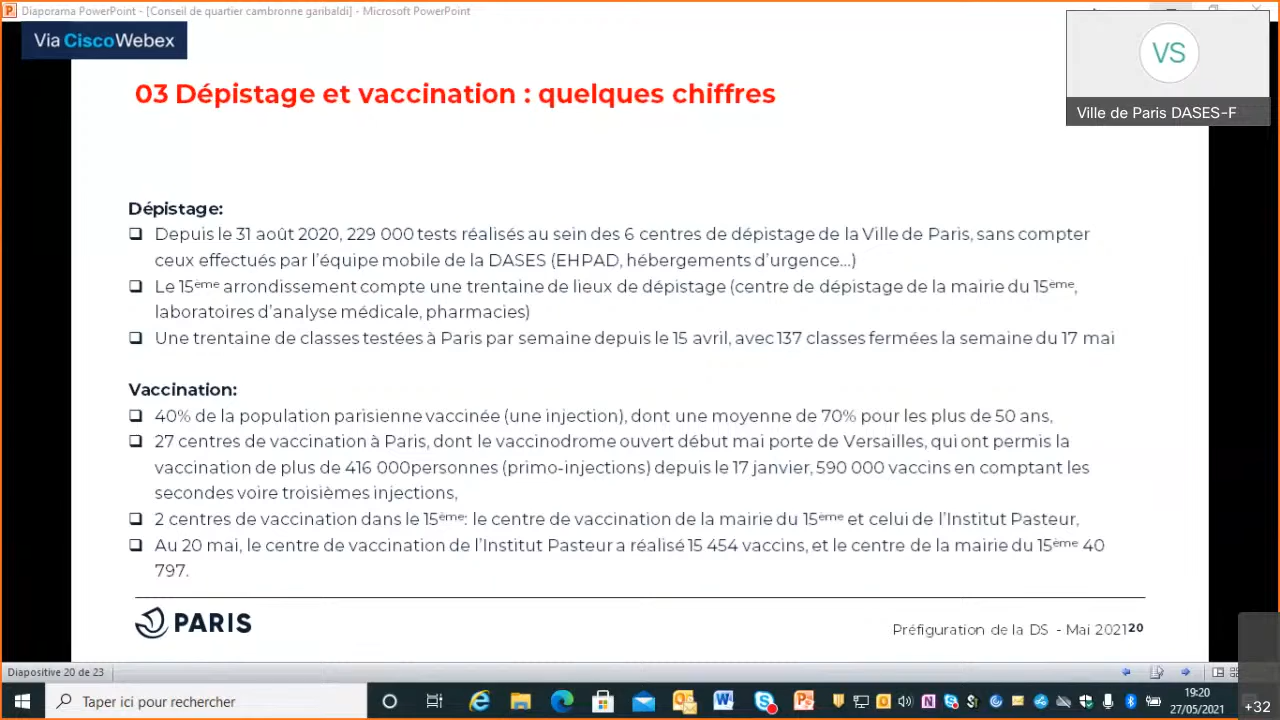 Diaporama PowerPoint - [Conseil de quartier cambronne garibaldi] - Microsoft PowerPoint
Via CiscoWebex
VS
Ville de Paris DASES-F
03 Dépistage et vaccination : quelques chiffres
Dépistage:
❑ Depuis le 31 août 2020, 229 000 tests réalisés au sein des 6 centres de dépistage de la Ville de Paris, sans compter
ceux effectués par l’équipe mobile de la DASES (EHPAD, hébergements d’urgence…)
❑ Le 15ème arrondissement compte une trentaine de lieux de dépistage (centre de dépistage de la mairie du 15ème,
laboratoires d’analyse médicale, pharmacies)
❑ Une trentaine de classes testées à Paris par semaine depuis le 15 avril, avec 137 classes fermées la semaine du 17 mai
Vaccination:
❑ 40% de la population parisienne vaccinée (une injection), dont une moyenne de 70% pour les plus de 50 ans,
❑ 27 centres de vaccination à Paris, dont le vaccinodrome ouvert début mai porte de Versailles, qui ont permis la
vaccination de plus de 416 000personnes (primo-injections) depuis le 17 janvier, 590 000 vaccins en comptant les
secondes voire troisièmes injections,
❑ 2 centres de vaccination dans le 15ème: le centre de vaccination de la mairie du 15ème et celui de l’Institut Pasteur,
❑ Au 20 mai, le centre de vaccination de l’Institut Pasteur a réalisé 15 454 vaccins, et le centre de la mairie du 15ème 40
797.
PARIS
Préfiguration de la DS - Mai 2021 20
Diapositive 20 de 23
Taper ici pour rechercher
19:20
27/05/2021
+32